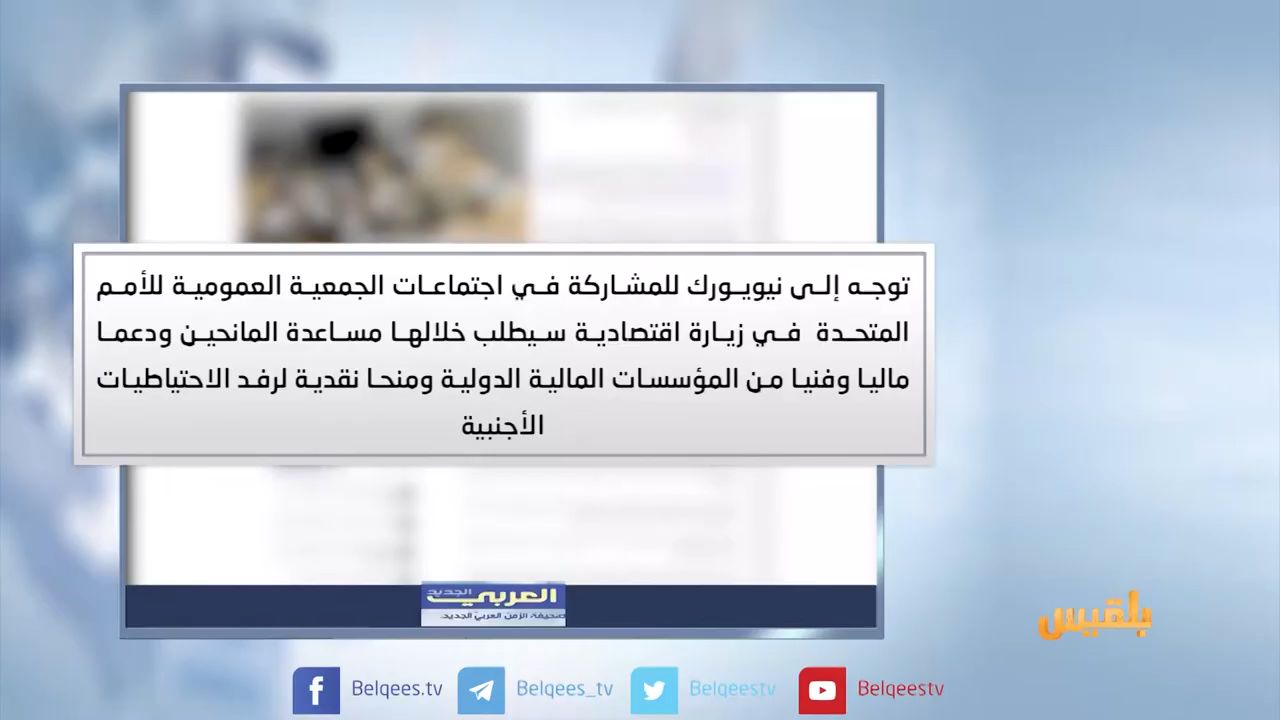 توجه إلى نيويورك للمشاركة في اجتماعات الجمعية العمومية للأمم
المتحدة في زيارة اقتصادية سيطلب خلالها مساعدة المانحين ودعما
ماليا وفنيا من المؤسسات المالية الدولية ومنحا نقدية لرفد الاحتياطيات
الأجنبية
العربي الجديد
صحيفة الزمن العربي الجديد
بلقيس
Belqees.tv
Belqees_tv
Belqeestv
Belqeestv